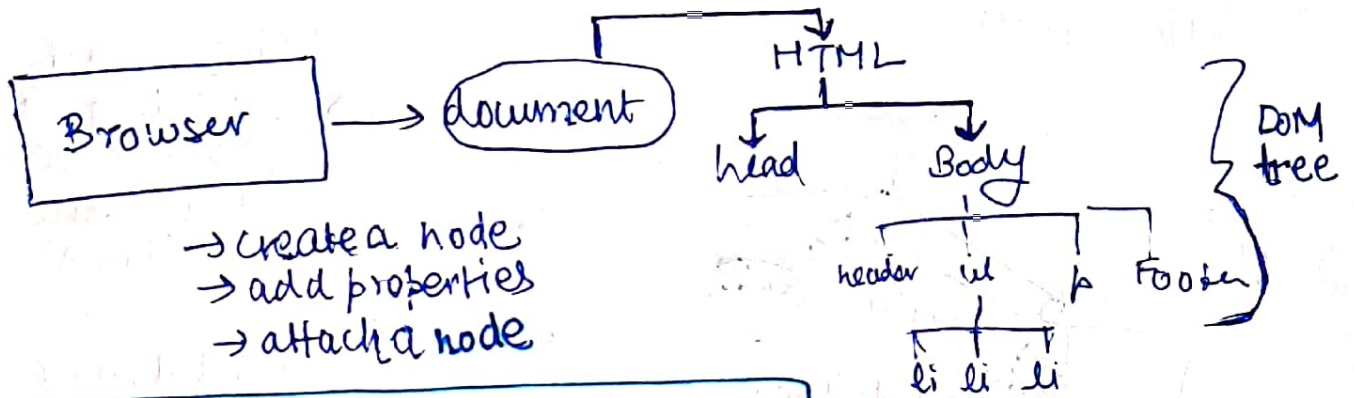 HTML
Browser → document
DOM
tree
head Body
→ create a node
→ add properties
→ attach a node
header ul p Footer
li li li